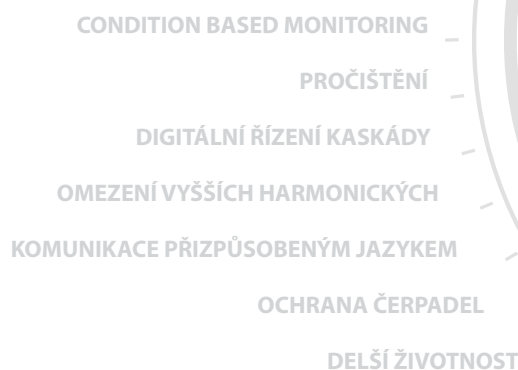 CONDITION BASED MONITORING
PROČIŠTĚNÍ
DIGITÁLNÍ ŘÍZENÍ KASKÁDY
OMEZENÍ VYŠŠÍCH HARMONICKÝCH
KOMUNIKACE PŘIZPŮSOBENÝM JAZYKEM
OCHRANA ČERPADEL
DELŠÍ ŽIVOTNOST